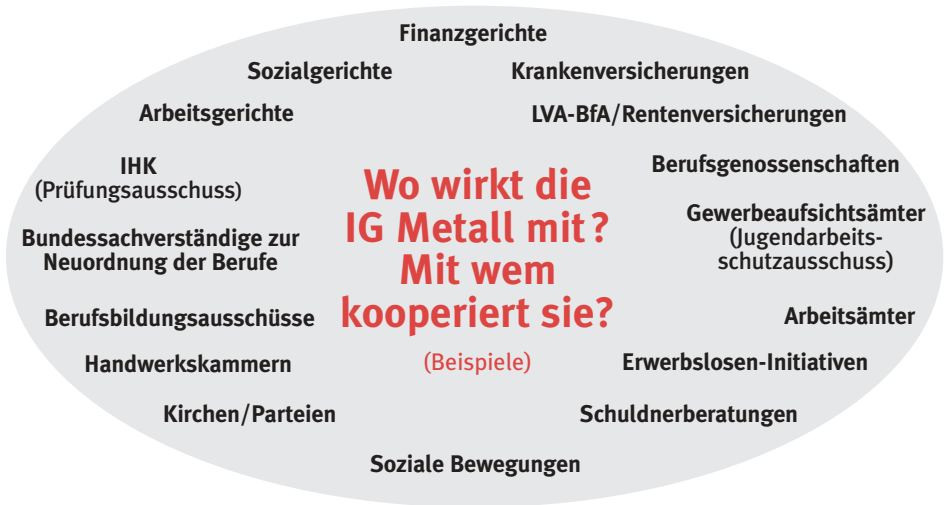 Finanzgerichte
Sozialgerichte
Krankenversicherungen
Arbeitsgerichte
LVA-BfA/Rentenversicherungen
IHK
(Prüfungsausschuss)
Berufsgenossenschaften
Wo wirkt die
IG Metall mit?
Mit wem
kooperiert sie?
(Beispiele)
Gewerbeaufsichtsämter
(Jugendarbeits-
schutzausschuss)
Bundessachverständige zur
Neuordnung der Berufe
Berufsbildungsausschüsse
Arbeitsämter
Handwerkskammern
Erwerbslosen-Initiativen
Kirchen/Parteien
Schuldnerberatungen
Soziale Bewegungen